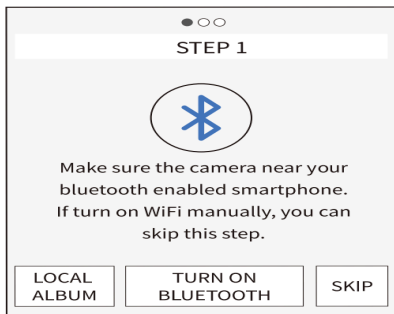 STEP 1
Make sure the camera near your
bluetooth enabled smartphone.
If turn on WiFi manually, you can
skip this step.
LOCAL
ALBUM
TURN ON
BLUETOOTH
SKIP